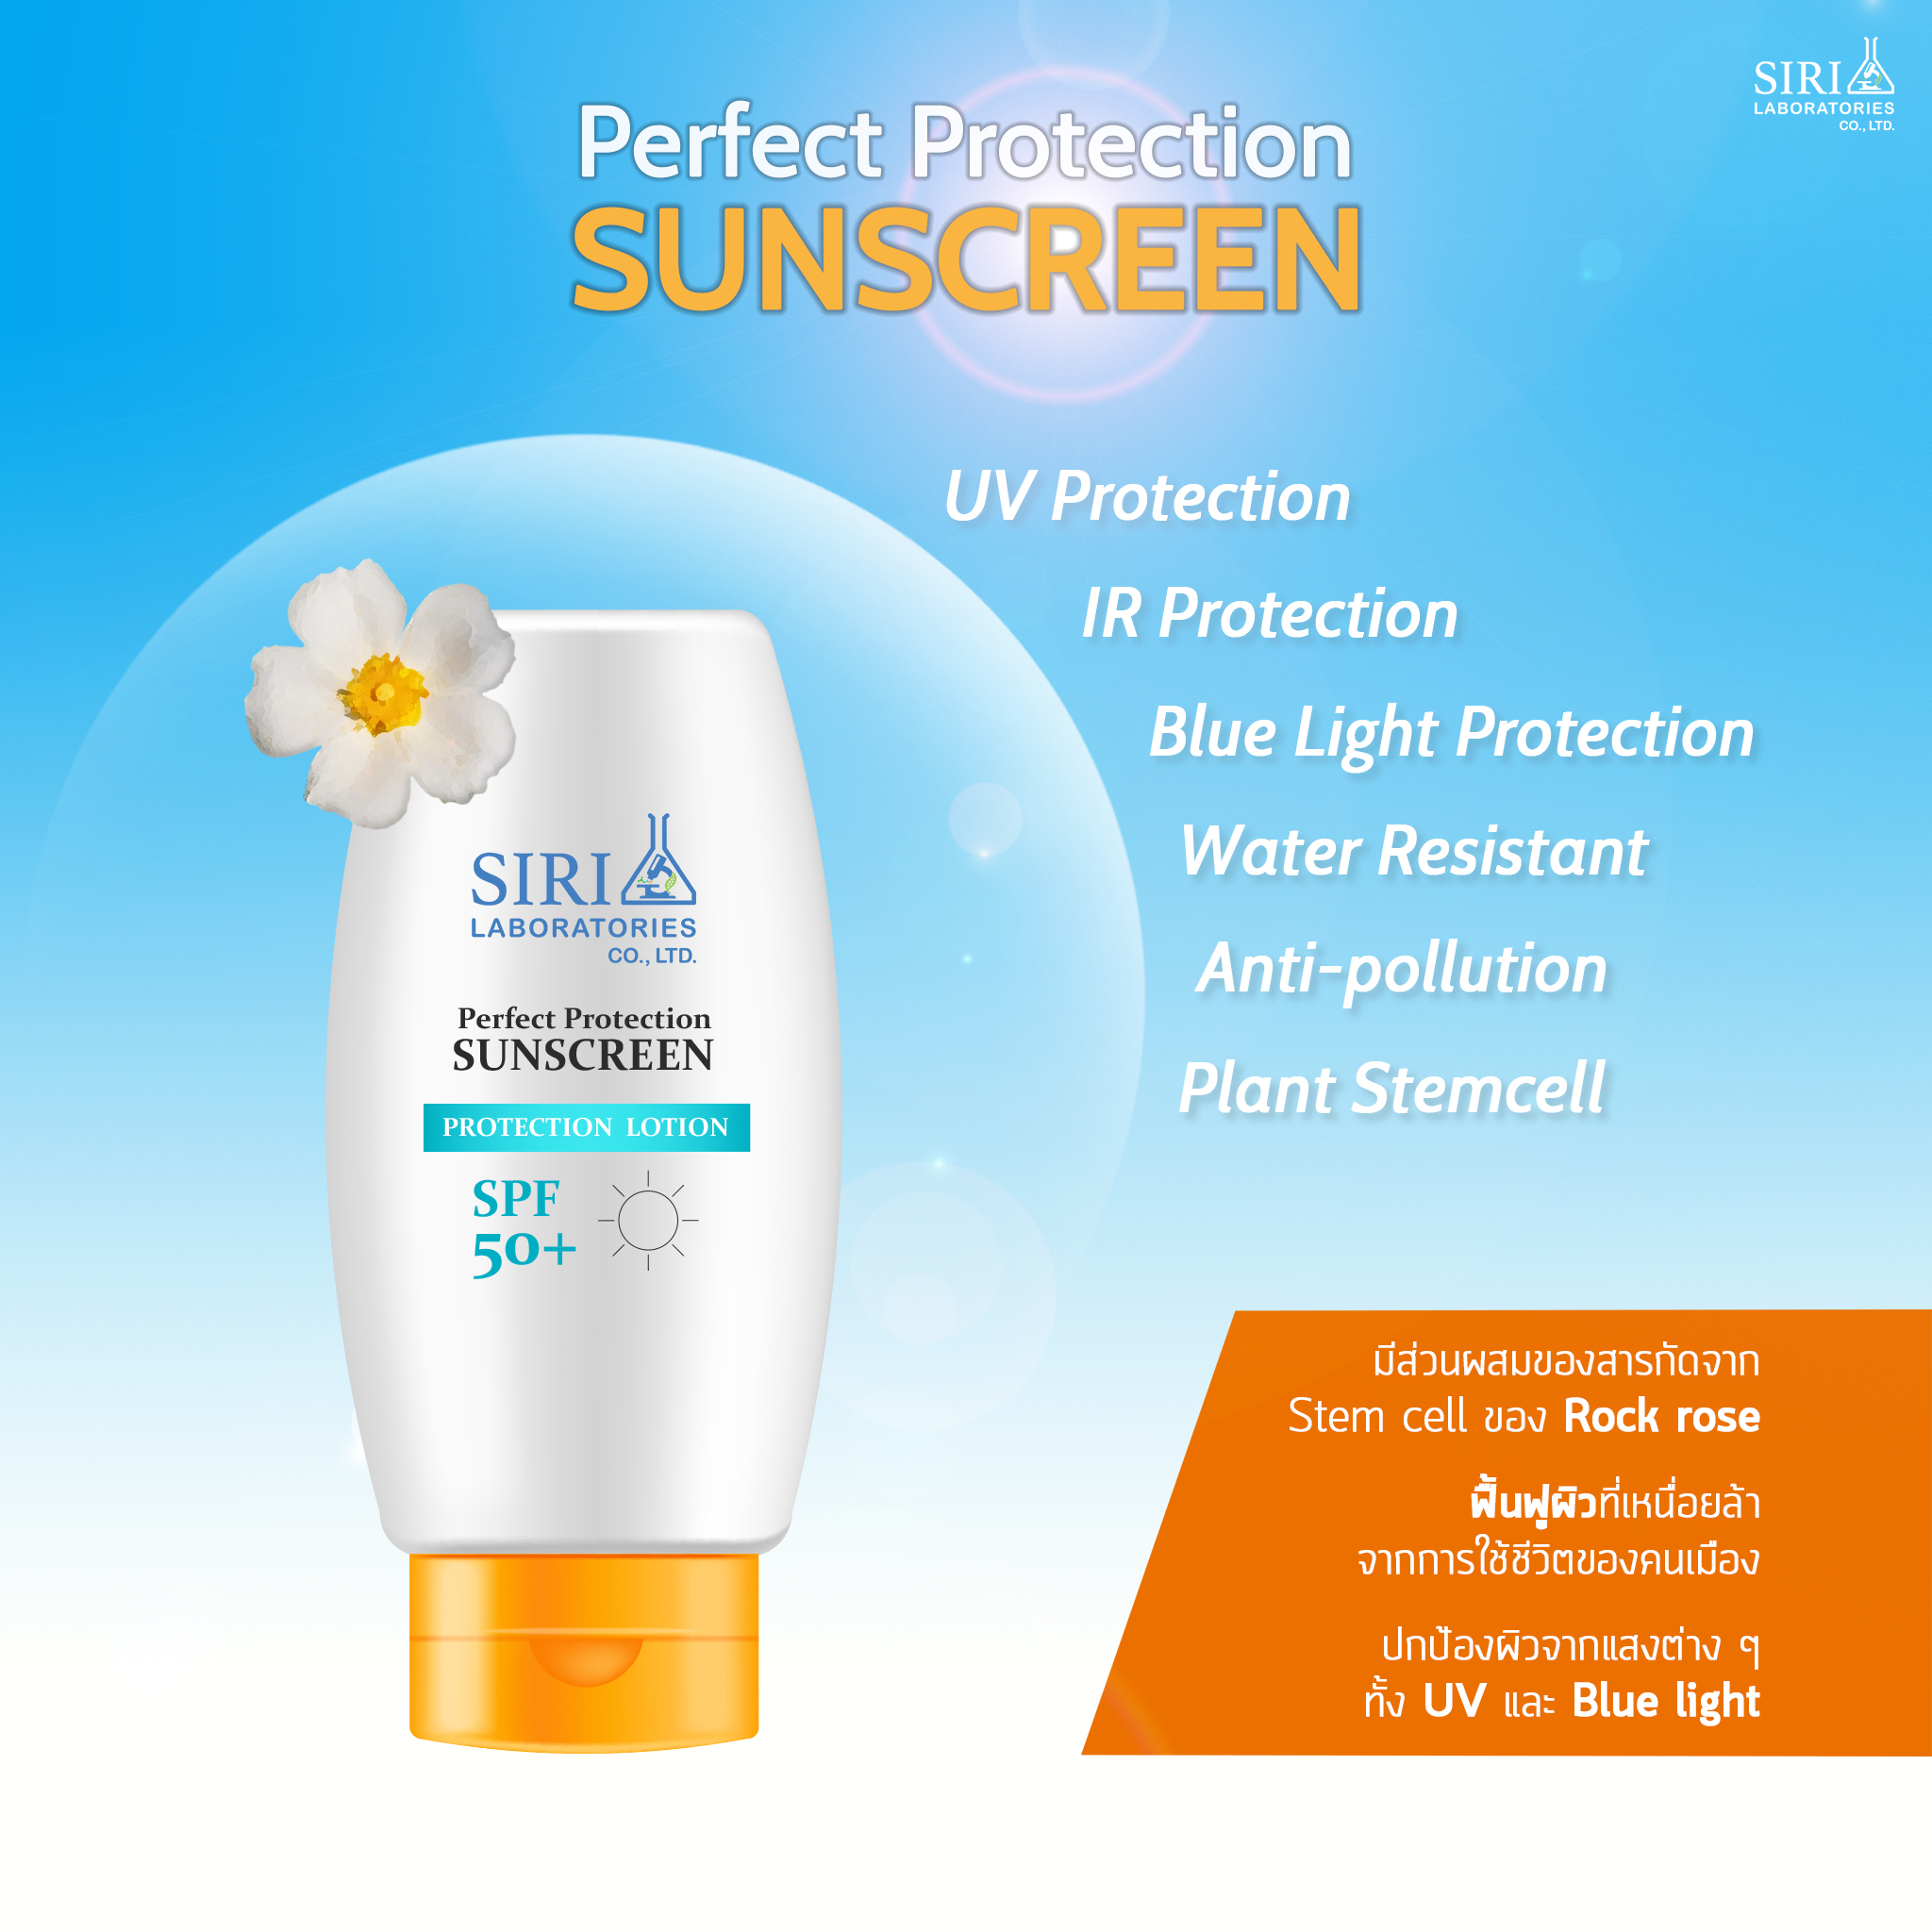 SIRI
LABORATORIES
CO., LTD.
Perfect Protection
SUNSCREEN
UV Protection
IR Protection
Blue Light Protection
Water Resistant
Anti-pollution
Plant Stemcell
SIRI
LABORATORIES
CO., LTD.
Perfect Protection
SUNSCREEN
PROTECTION LOTION
SPF
50+
มีส่วนผสมของสารกัดจาก
Stem cell ของ Rock rose
ฟื้นฟูผิวที่เหนื่อยล้า
จากการใช้ชีวิตของคนเมือง
ปกป้องผิวจากแสงต่าง ๆ
ทั้ง UV และ Blue light